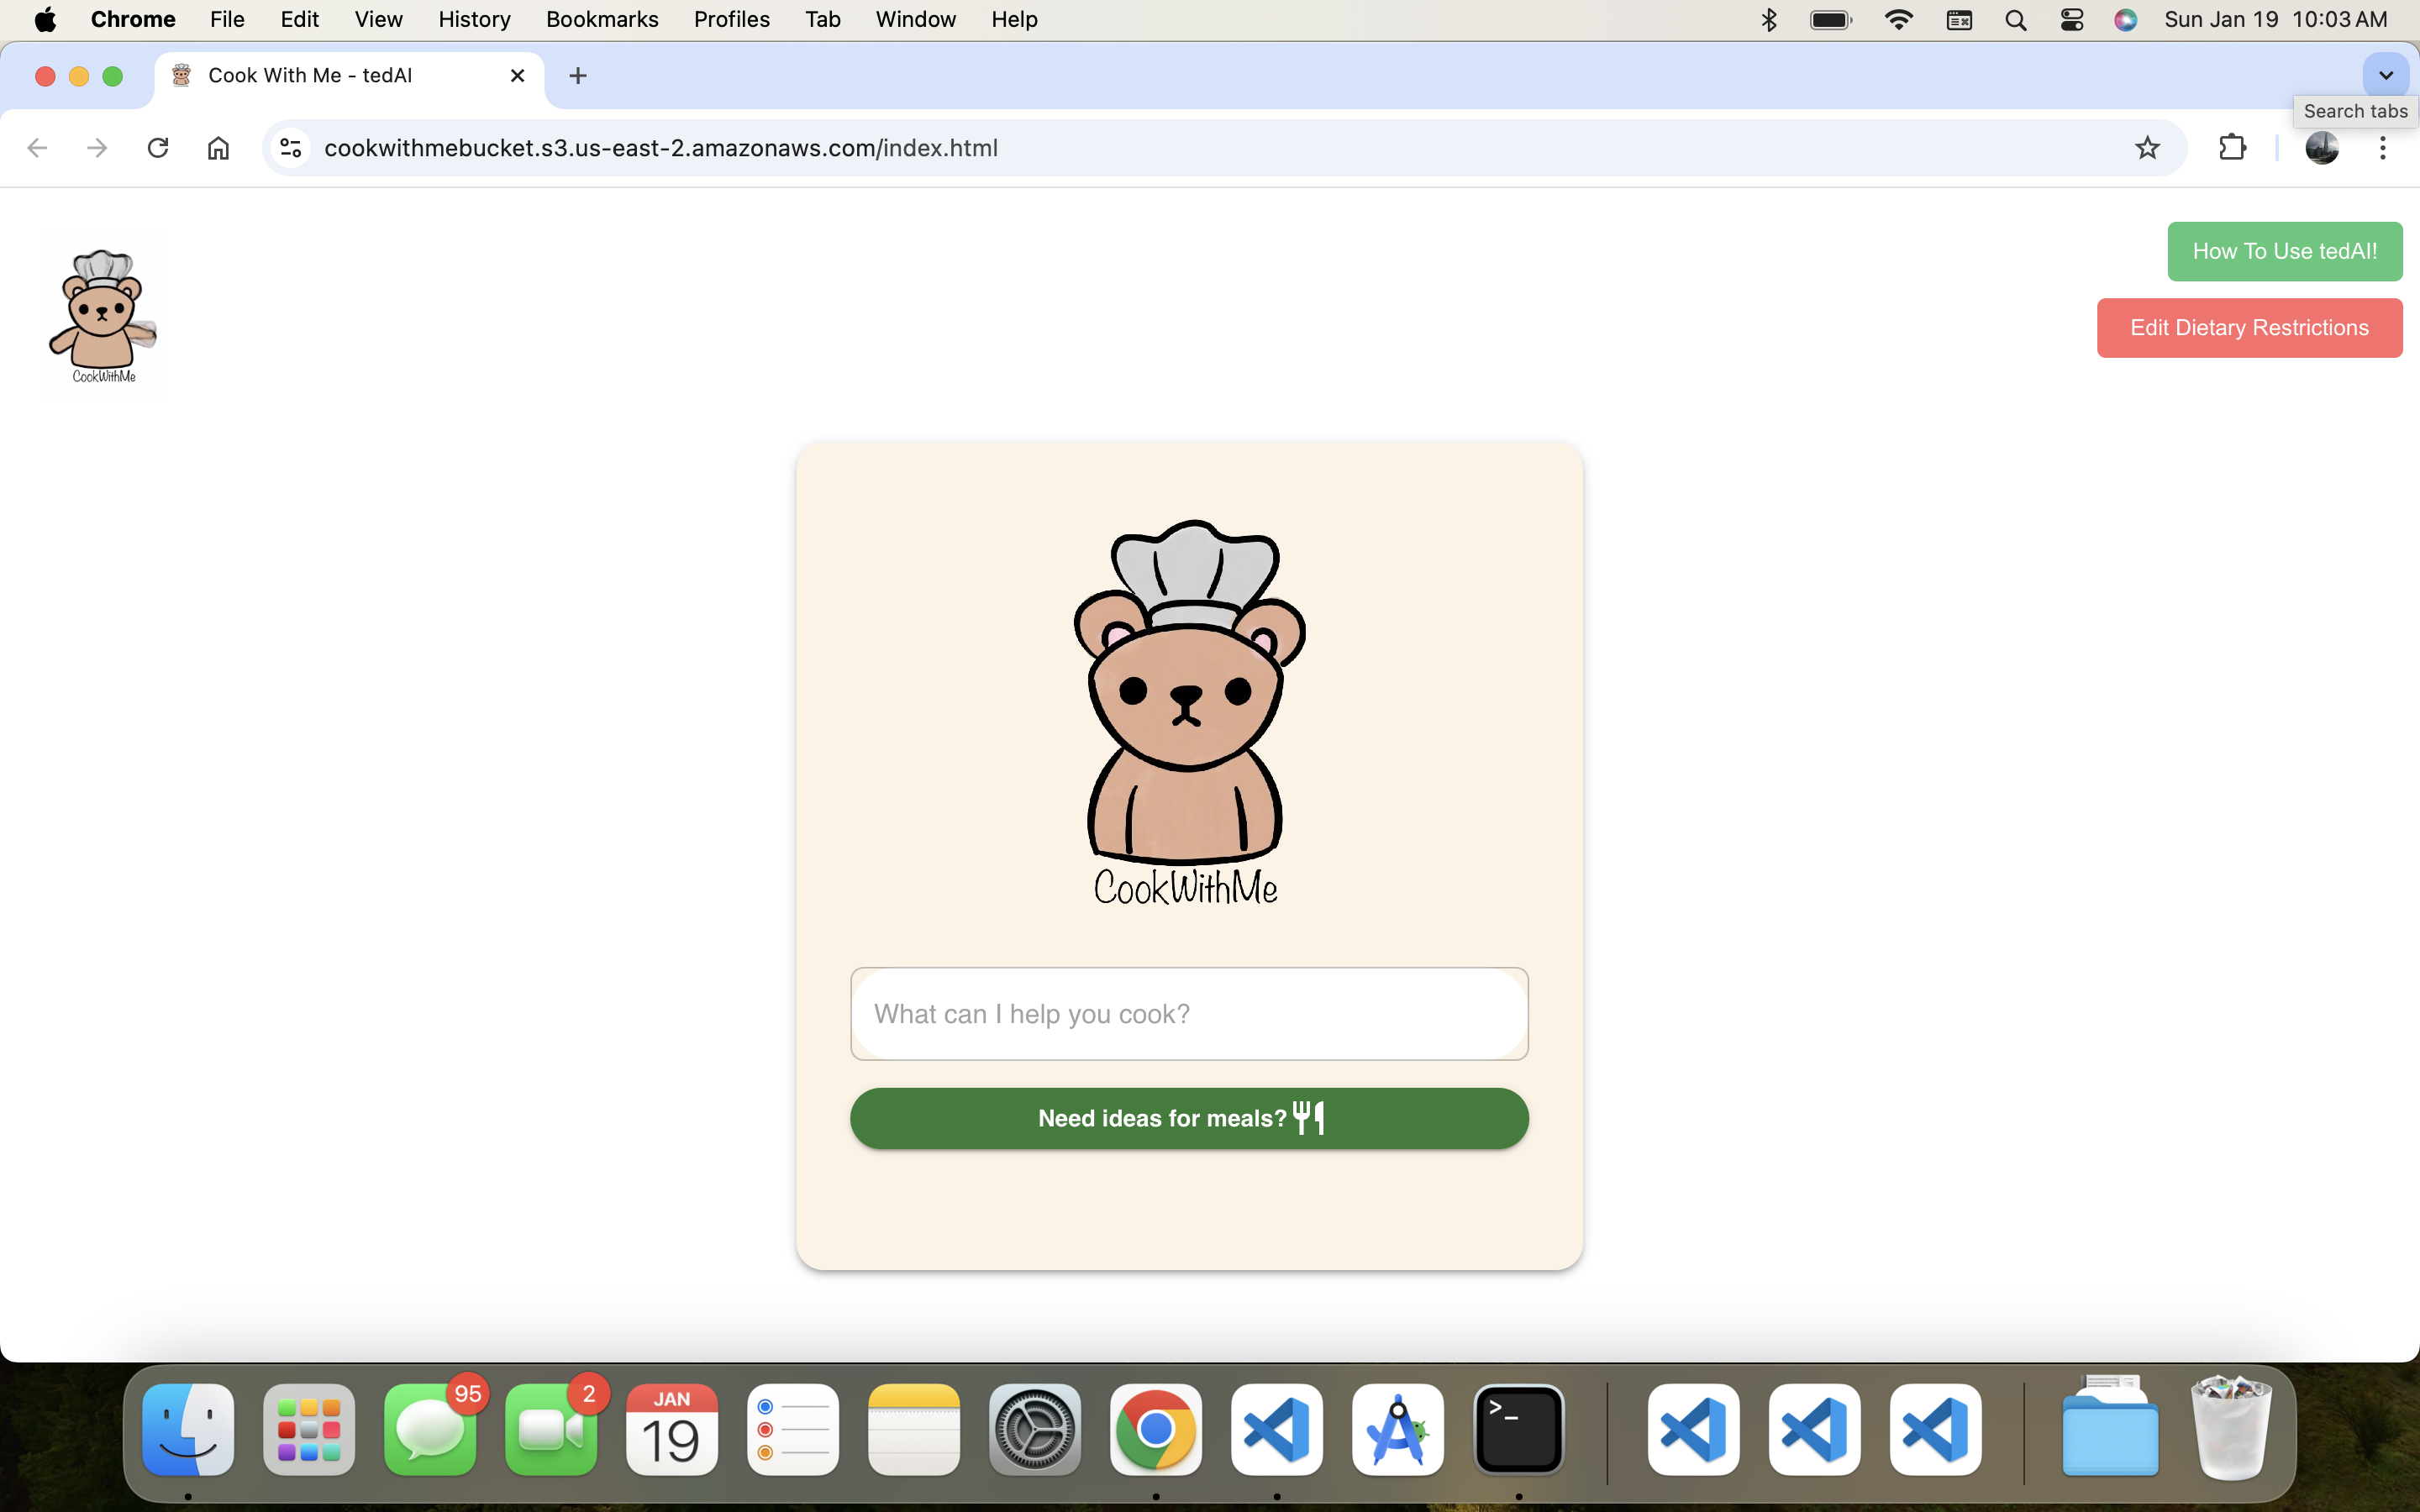 Chrome File Edit View History Bookmarks Profiles Tab Window Help Sun Jan 19 10:03 AM
Cook With Me - tedAI
Search tabs
cookwithmebucket.s3.us-east-2.amazonaws.com/index.html
How To Use tedAI!
Edit Dietary Restrictions
CookWithMe
CookWithMe
What can I help you cook?
Need ideas for meals?
95
2
JAN
19
>_